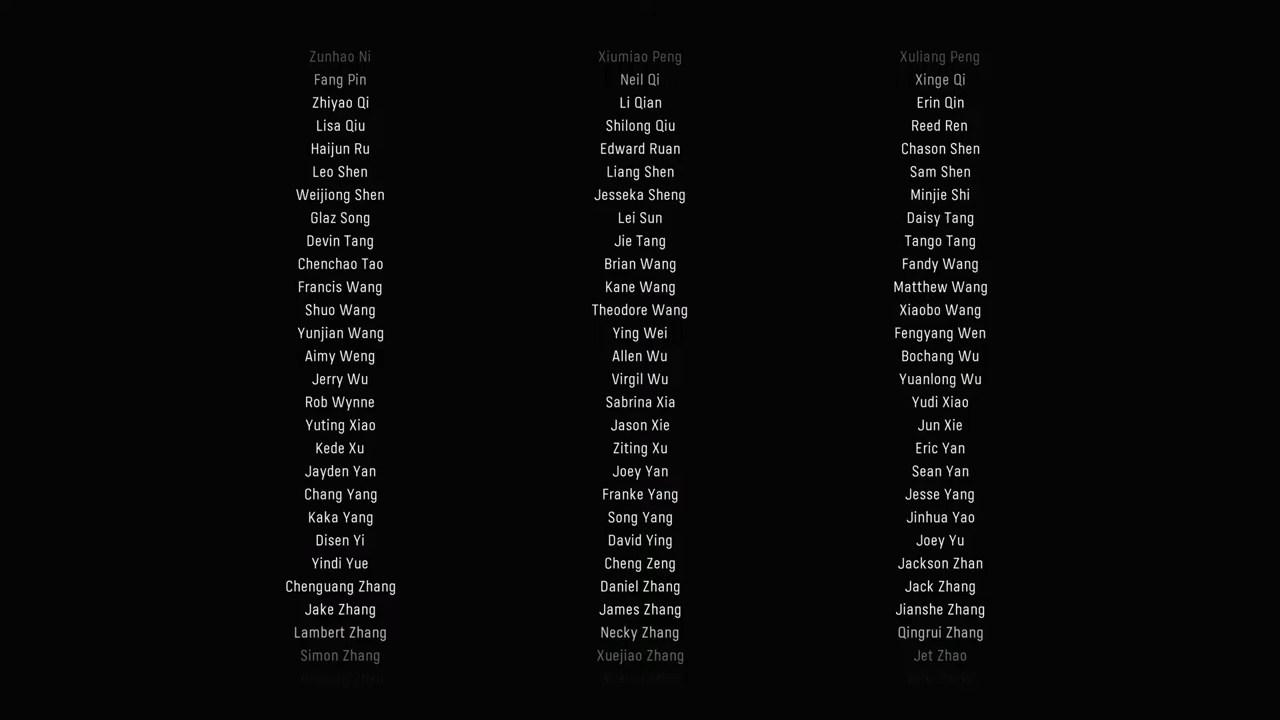 Zunhao Ni Xiumiao Peng Xuliang Peng
Fang Pin Neil Qi Xinge Qi
Zhiyao Qi Li Qian Erin Qin
Lisa Qiu Shilong Qiu Reed Ren
Haijun Ru Edward Ruan Chason Shen
Leo Shen Liang Shen Sam Shen
Weijiong Shen Jesseka Sheng Minjie Shi
Glaz Song Lei Sun Daisy Tang
Devin Tang Jie Tang Tango Tang
Chenchao Tao Brian Wang Fandy Wang
Francis Wang Kane Wang Matthew Wang
Shuo Wang Theodore Wang Xiaobo Wang
Yunjian Wang Ying Wei Fengyang Wen
Aimy Weng Allen Wu Bochang Wu
Jerry Wu Virgil Wu Yuanlong Wu
Rob Wynne Sabrina Xia Yudi Xiao
Yuting Xiao Jason Xie Jun Xie
Kede Xu Ziting Xu Eric Yan
Jayden Yan Joey Yan Sean Yan
Chang Yang Franke Yang Jesse Yang
Kaka Yang Song Yang Jinhua Yao
Disen Yi David Ying Joey Yu
Yindi Yue Cheng Zeng Jackson Zhan
Chenguang Zhang Daniel Zhang Jack Zhang
Jake Zhang James Zhang Jianshe Zhang
Lambert Zhang Necky Zhang Qingrui Zhang
Simon Zhang Xuejiao Zhang Jet Zhao